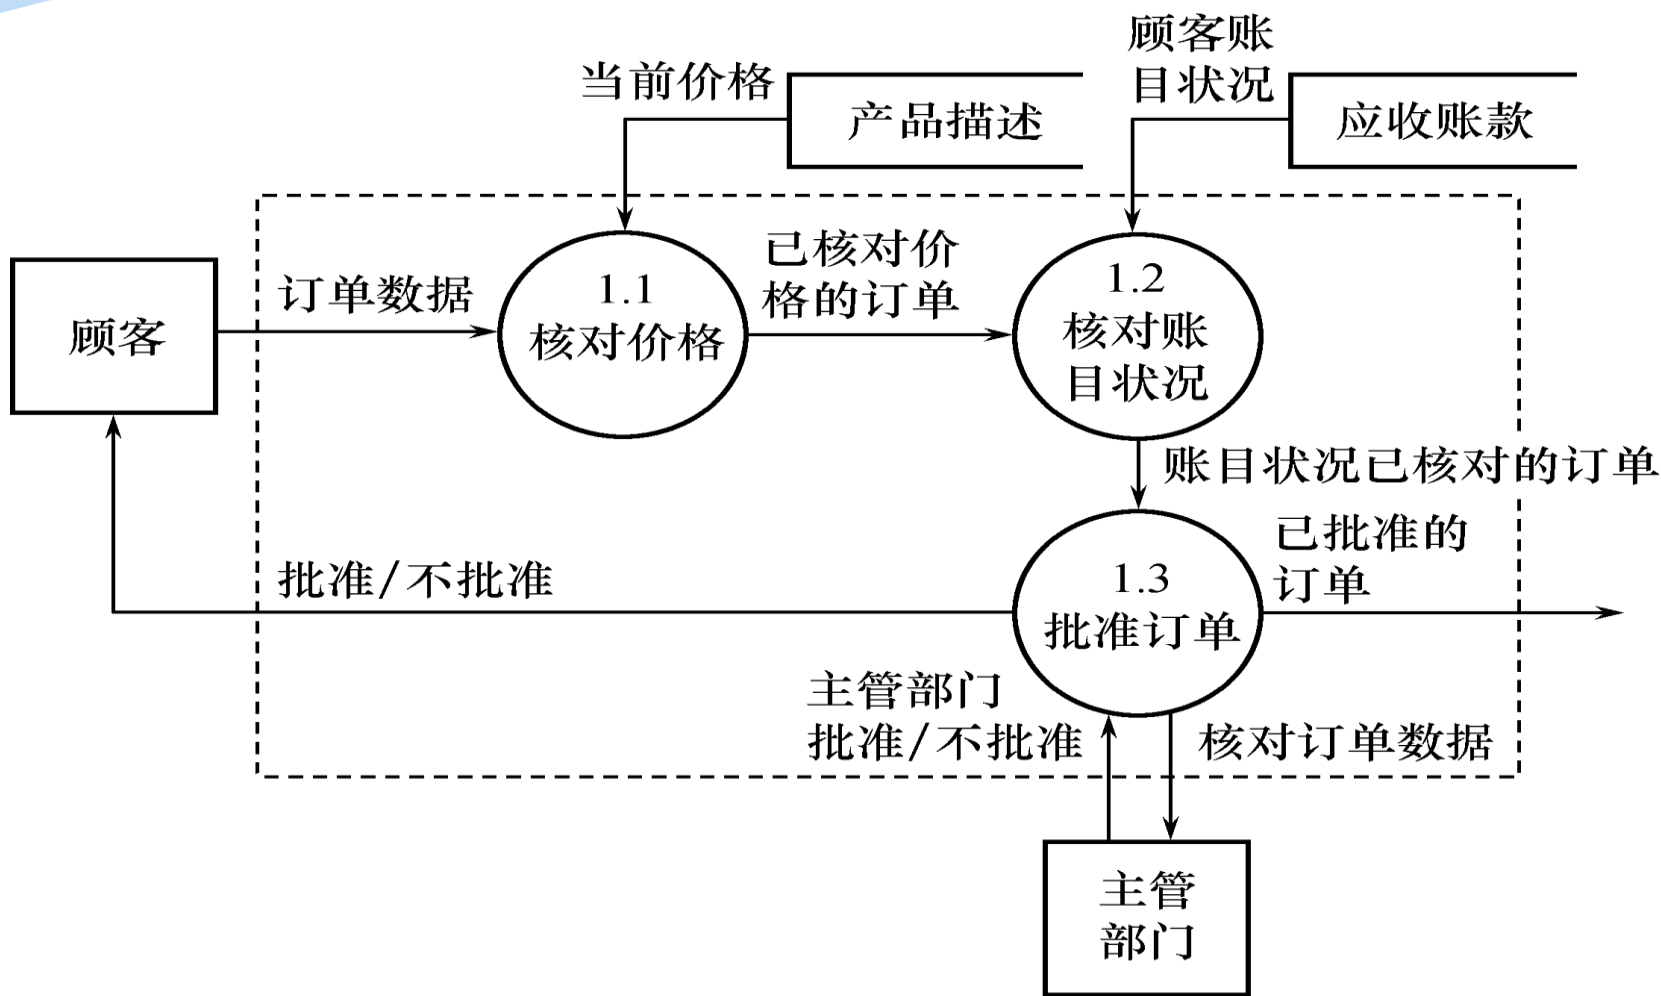 顾客账
目状况
当前价格
产品描述
应收账款
订单数据
已核对价
格的订单
顾客
1.1
核对价格
1.2
核对账
目状况
账目状况已核对的订单
已批准的
订单
批准/不批准
1.3
批准订单
主管部门
批准/不批准
核对订单数据
主管
部门